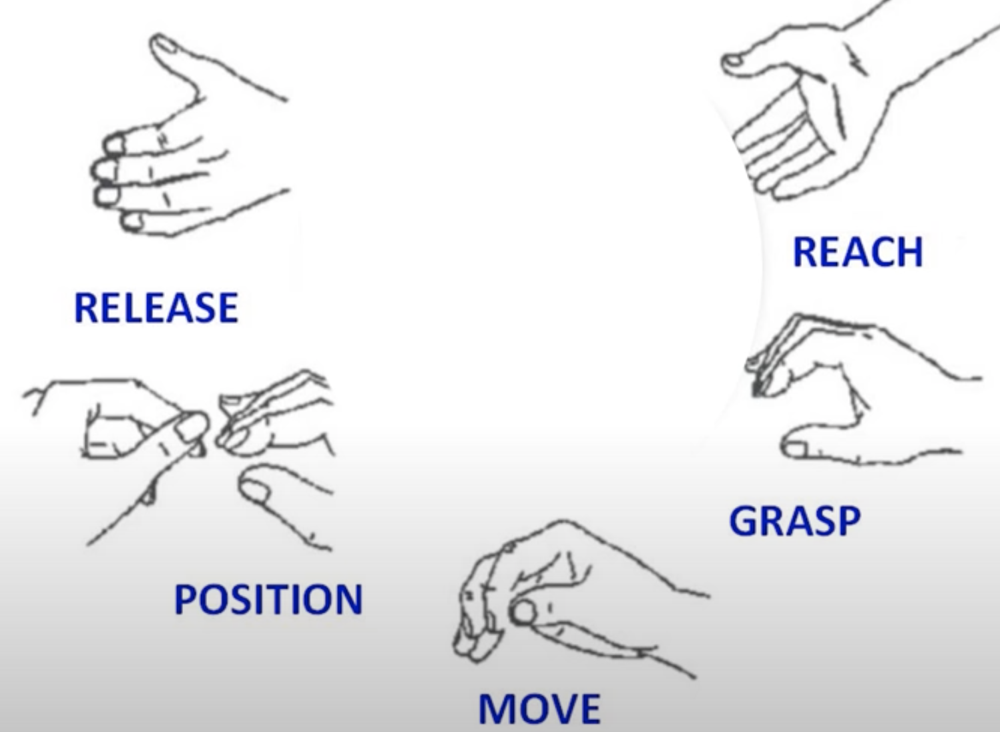 REACH
RELEASE
GRASP
POSITION
MOVE